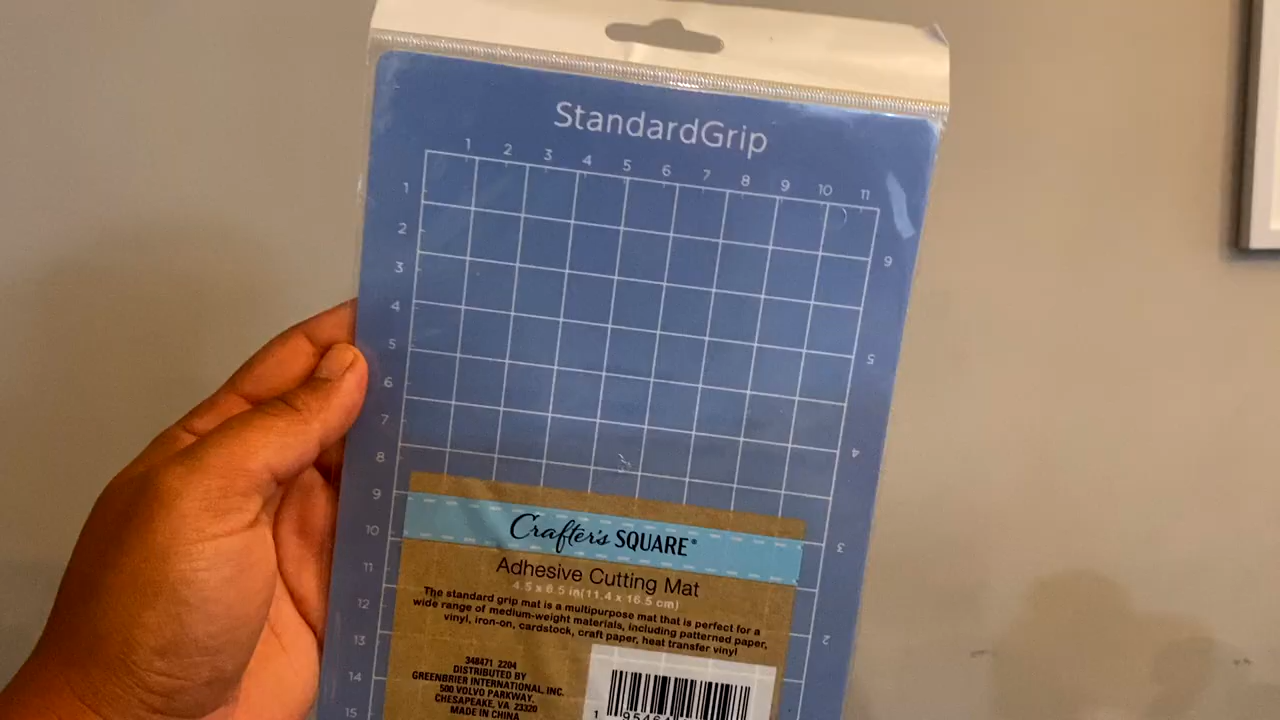 StandardGrip
1 2 3 4 5 6 7 8 9 10 11
1
2
6
3
4
5
5
6
7
4
8
9
Crafter's SQUARE®
10
3
Adhesive Cutting Mat
11
4.5 x 6.5 in(11.4 x 16.5 cm)
The standard grip mat is a multipurpose mat that is perfect for a
12
wide range of medium-weight materials, including patterned paper,
vinyl, iron-on, cardstock, craft paper, heat transfer vinyl
13
2
348471 2204
DISTRIBUTED BY
14
GREENBRIER INTERNATIONAL, INC.
500 VOLVO PARKWAY,
CHESAPEAKE, VA 23320
15
MADE IN CHINA
1